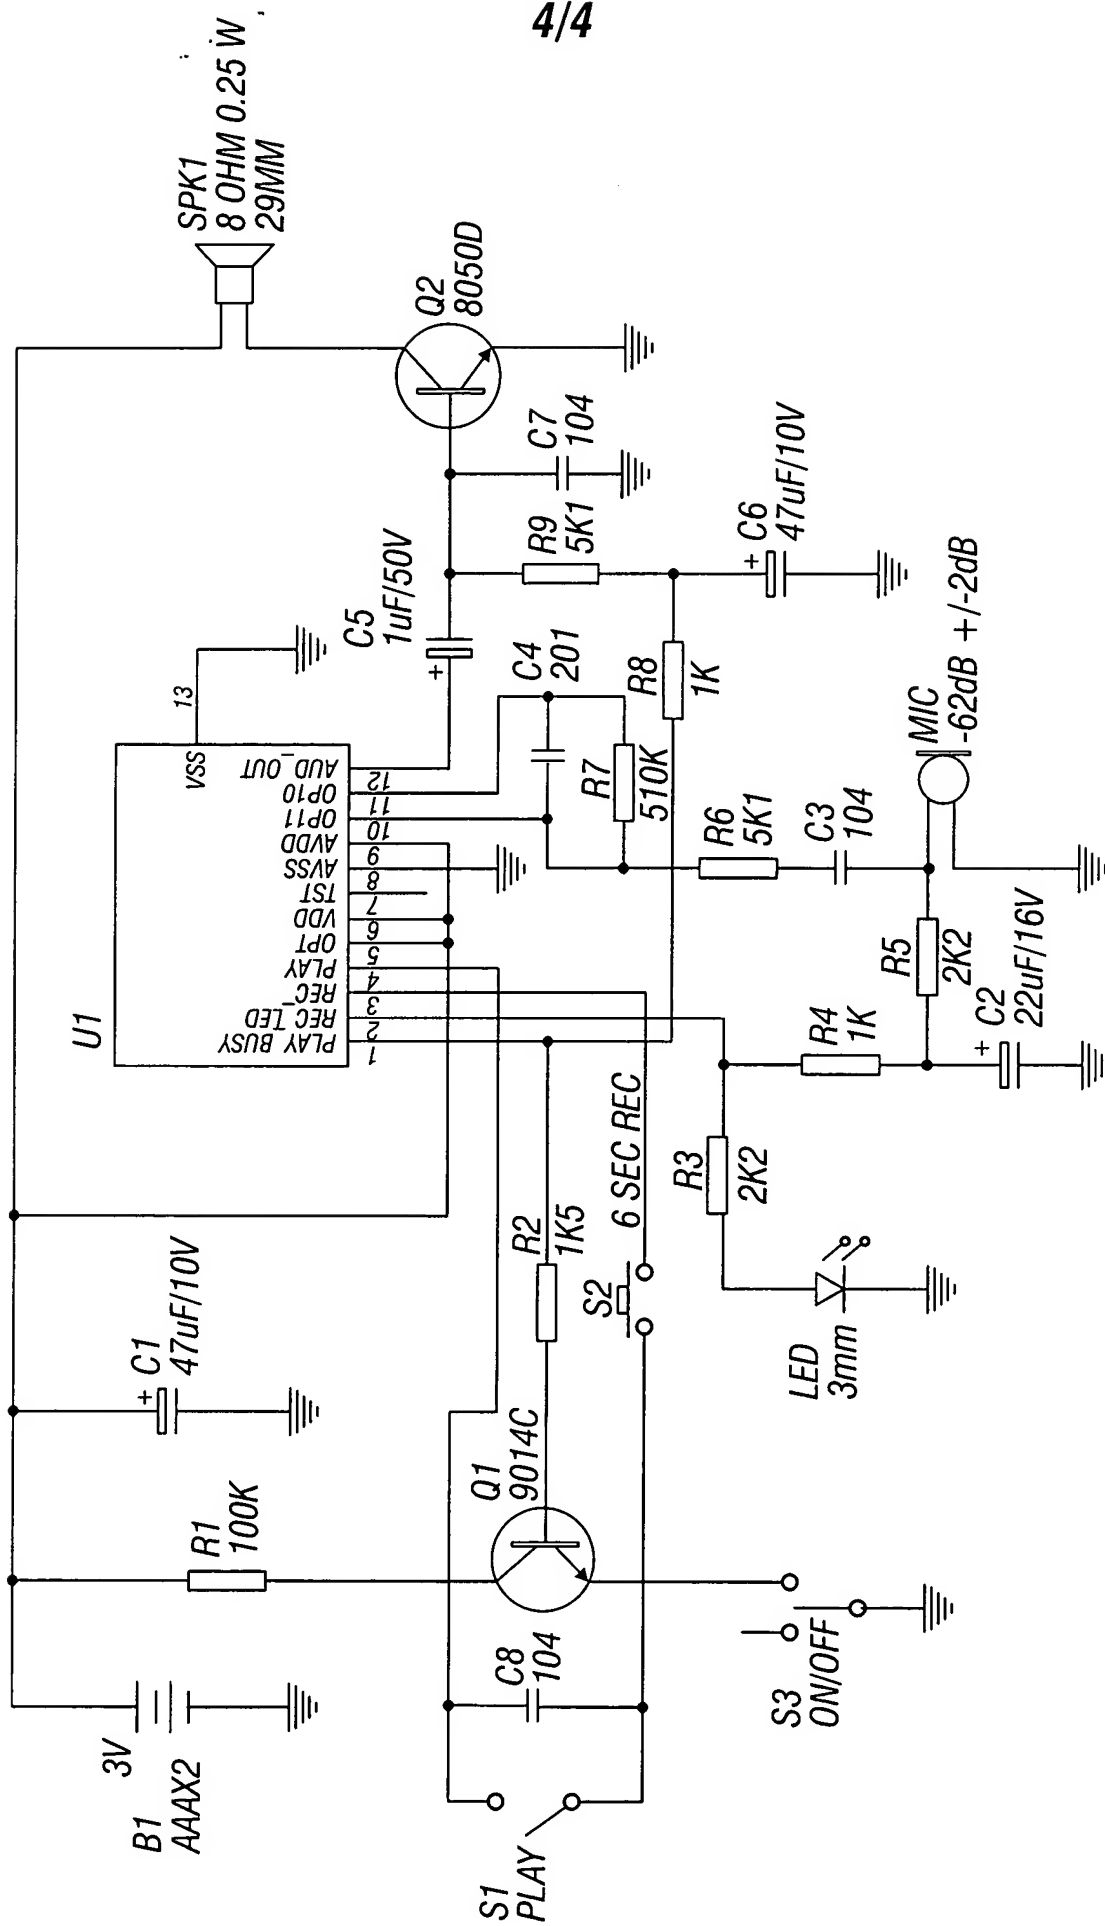 4/4
SPK1
8 OHM 0.25 W
29MM
Q2
8050D
C7
104
R9
5K1
C6
47uF/10V
C5
1uF/50V
13
VSS
U1
AUD_OUT
OP10
OP11
AVDD
AVSS
TST
VDD
OPT
PLAY
REC
REC_LED
PLAY BUSY
12
11
10
9
8
7
6
5
4
3
2
1
C4
201
R7
510K
R8
1K
R6
5K1
C3
104
MIC
-62dB +/-2dB
R5
2K2
R4
1K
C2
22uF/16V
R3
2K2
LED
3mm
6 SEC REC
S2
R2
1K5
C1
47uF/10V
R1
100K
Q1
9014C
C8
104
3V
B1
AAAX2
S1
PLAY
S3
ON/OFF